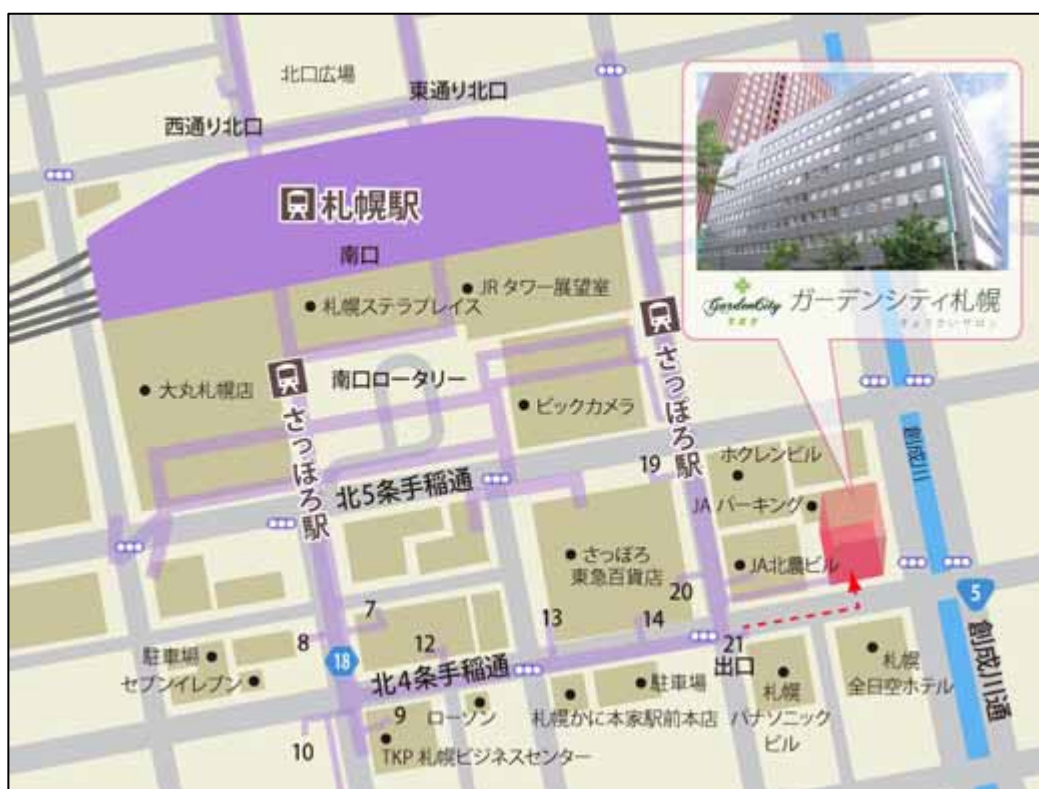 北口広場
東通り北口
西通り北口
札幌駅
南口
JRタワー展望室
札幌ステラプレイス
GardenCity
ガーデンシティ札幌
大丸札幌店
さっぽろ駅
南口ロータリー
さっぽろ駅
ビックカメラ
創成川
北5条手稲通
19
ホクレンビル
JAパーキング
さっぽろ
東急百貨店
JA北農ビル
20
7
8
12
13
14
21
出口
5
創成川通
18
駐車場
セブンイレブン
北4条手稲通
駐車場
札幌
パナソニック
ビル
札幌
全日空ホテル
9
ローソン
札幌かに本家駅前本店
10
TKP 札幌ビジネスセンター